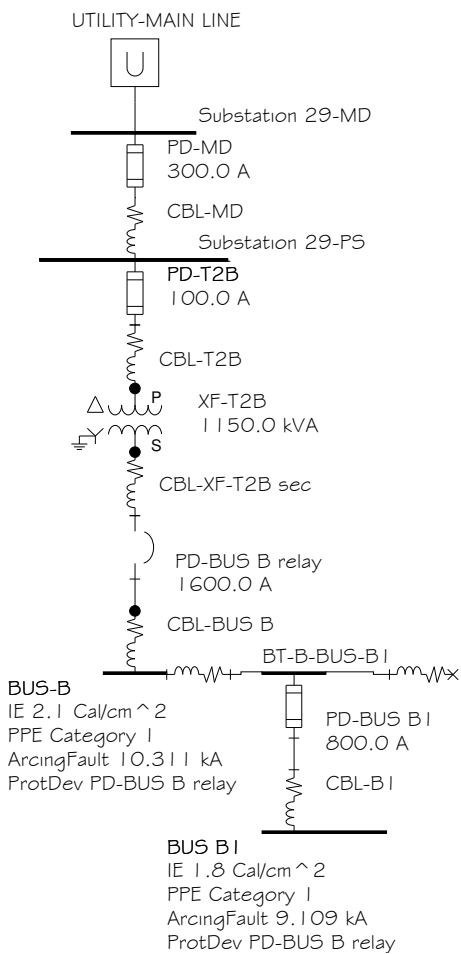 UTILITY-MAIN LINE
U
Substation 29-MD
PD-MD
300.0 A
CBL-MD
Substation 29-PS
PD-T2B
100.0 A
CBL-T2B
P
XF-T2B
1150.0 kVA
S
CBL-XF-T2B sec
PD-BUS B relay
1600.0 A
CBL-BUS B
BT-B-BUS-B1
BUS-B
IE 2.1 Cal/cm^2
PPE Category 1
ArcingFault 10.311 kA
ProtDev PD-BUS B relay
PD-BUS B1
800.0 A
CBL-B1
BUS B1
IE 1.8 Cal/cm^2
PPE Category 1
ArcingFault 9.109 kA
ProtDev PD-BUS B relay